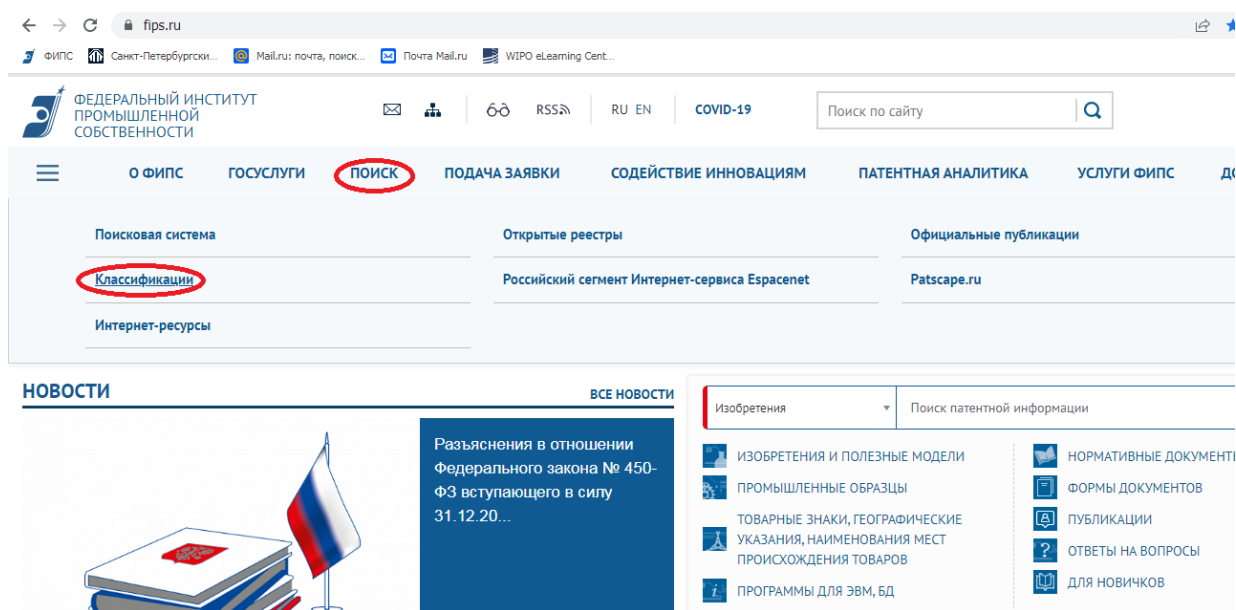 fips.ru
ФИПС Санкт-Петербургски... Mail.ru: почта, поиск... Почта Mail.ru WIPO eLearning Cent...
ФЕДЕРАЛЬНЫЙ ИНСТИТУТ
ПРОМЫШЛЕННОЙ
СОБСТВЕННОСТИ
RSS RU EN COVID-19 Поиск по сайту
О ФИПС ГОСУСЛУГИ ПОИСК ПОДАЧА ЗАЯВКИ СОДЕЙСТВИЕ ИННОВАЦИЯМ ПАТЕНТНАЯ АНАЛИТИКА УСЛУГИ ФИПС ДО
Поисковая система Открытые реестры Официальные публикации
Классификации Российский сегмент Интернет-сервиса Espacenet Patscape.ru
Интернет-ресурсы
НОВОСТИ ВСЕ НОВОСТИ
Разъяснения в отношении
Федерального закона № 450-
ФЗ вступающего в силу
31.12.20...
Изобретения Поиск патентной информации
ИЗОБРЕТЕНИЯ И ПОЛЕЗНЫЕ МОДЕЛИ
ПРОМЫШЛЕННЫЕ ОБРАЗЦЫ
ТОВАРНЫЕ ЗНАКИ, ГЕОГРАФИЧЕСКИЕ
УКАЗАНИЯ, НАИМЕНОВАНИЯ МЕСТ
ПРОИСХОЖДЕНИЯ ТОВАРОВ
ПРОГРАММЫ ДЛЯ ЭВМ, БД
НОРМАТИВНЫЕ ДОКУМЕНТЫ
ФОРМЫ ДОКУМЕНТОВ
ПУБЛИКАЦИИ
ОТВЕТЫ НА ВОПРОСЫ
ДЛЯ НОВИЧКОВ